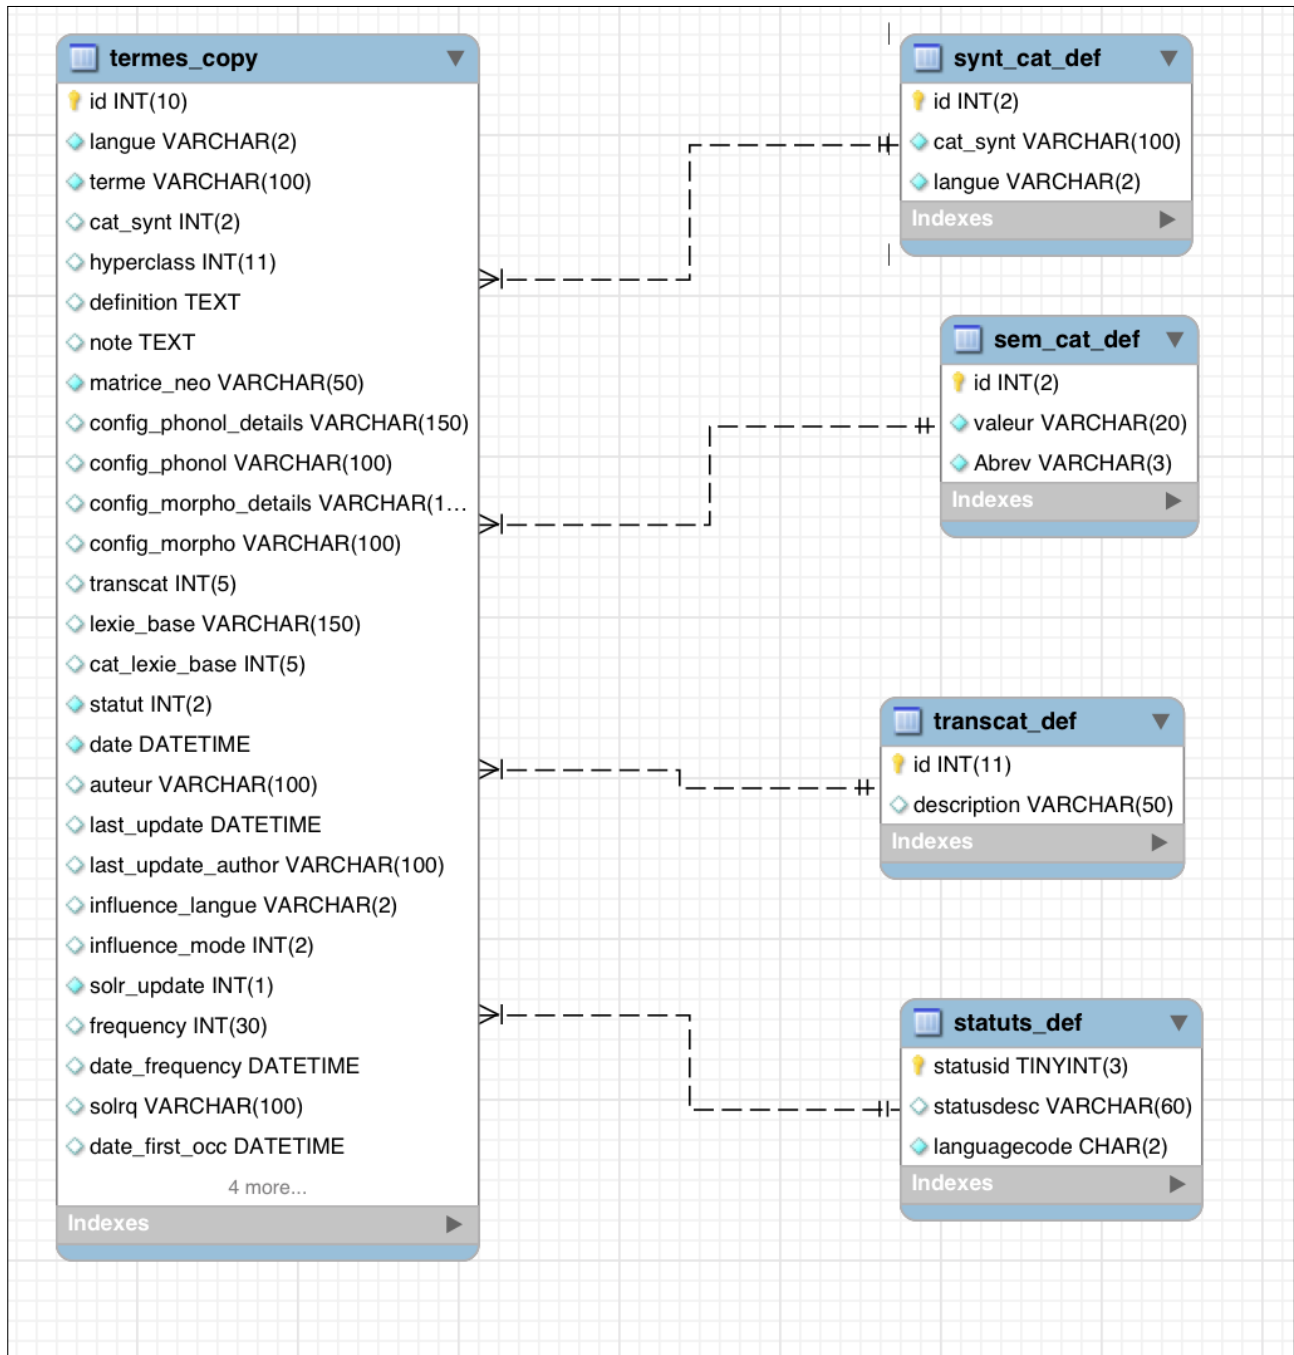 termes_copy
id INT(10)
langue VARCHAR(2)
terme VARCHAR(100)
cat_synt INT(2)
hyperclass INT(11)
definition TEXT
note TEXT
matrice_neo VARCHAR(50)
config_phonol_details VARCHAR(150)
config_phonol VARCHAR(100)
config_morpho_details VARCHAR(1...
config_morpho VARCHAR(100)
transcat INT(5)
lexie_base VARCHAR(150)
cat_lexie_base INT(5)
statut INT(2)
date DATETIME
auteur VARCHAR(100)
last_update DATETIME
last_update_author VARCHAR(100)
influence_langue VARCHAR(2)
influence_mode INT(2)
solr_update INT(1)
frequency INT(30)
date_frequency DATETIME
solrq VARCHAR(100)
date_first_occ DATETIME
4 more...
Indexes
synt_cat_def
id INT(2)
cat_synt VARCHAR(100)
langue VARCHAR(2)
Indexes
sem_cat_def
id INT(2)
valeur VARCHAR(20)
Abrev VARCHAR(3)
Indexes
transcat_def
id INT(11)
description VARCHAR(50)
Indexes
statuts_def
statusid TINYINT(3)
statusdesc VARCHAR(60)
languagecode CHAR(2)
Indexes